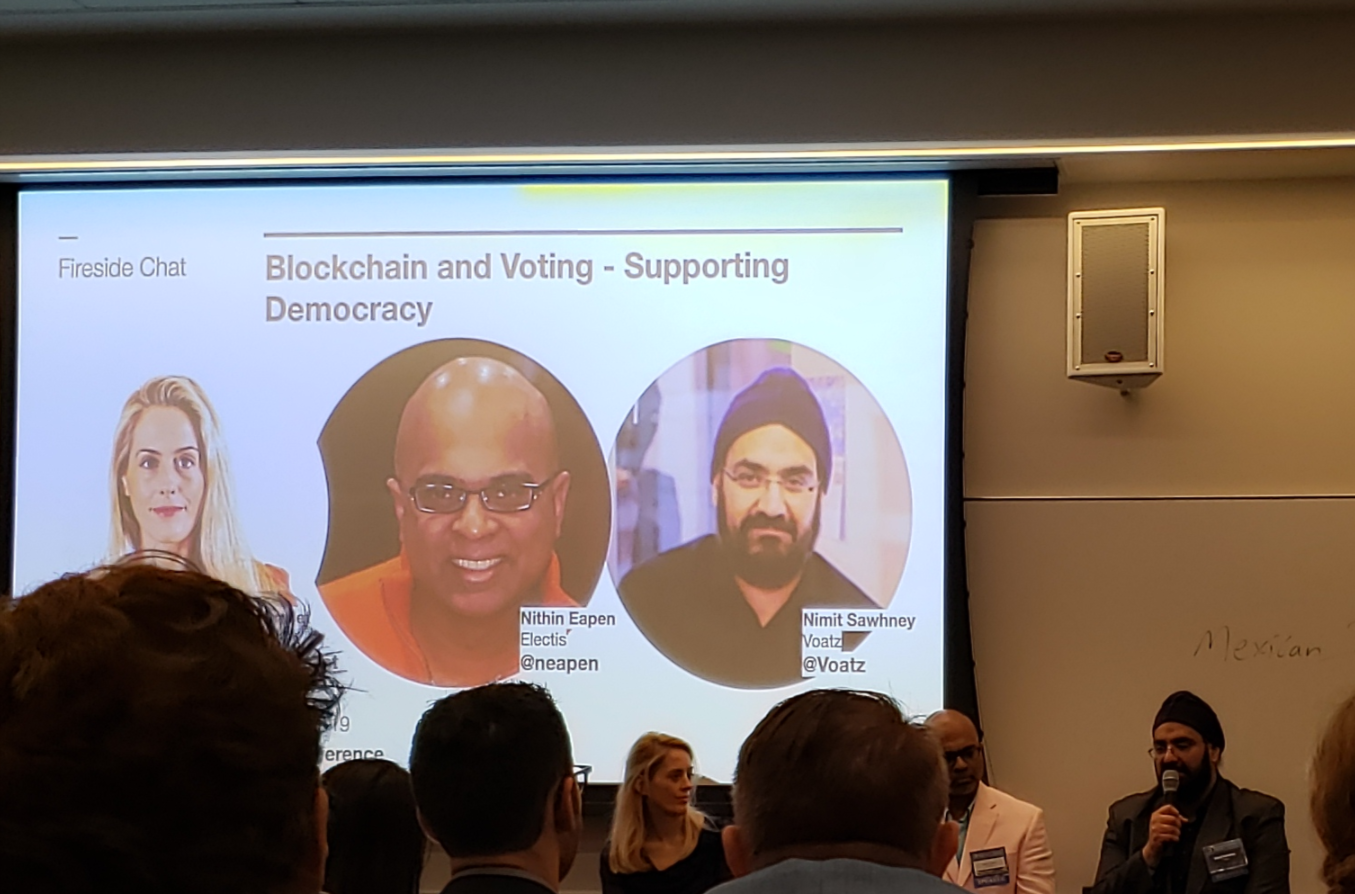 Fireside Chat
Blockchain and Voting - Supporting
Democracy
Nithin Eapen
Electis
@neapen
Nimit Sawhney
Voatz
@Voatz
Mexican